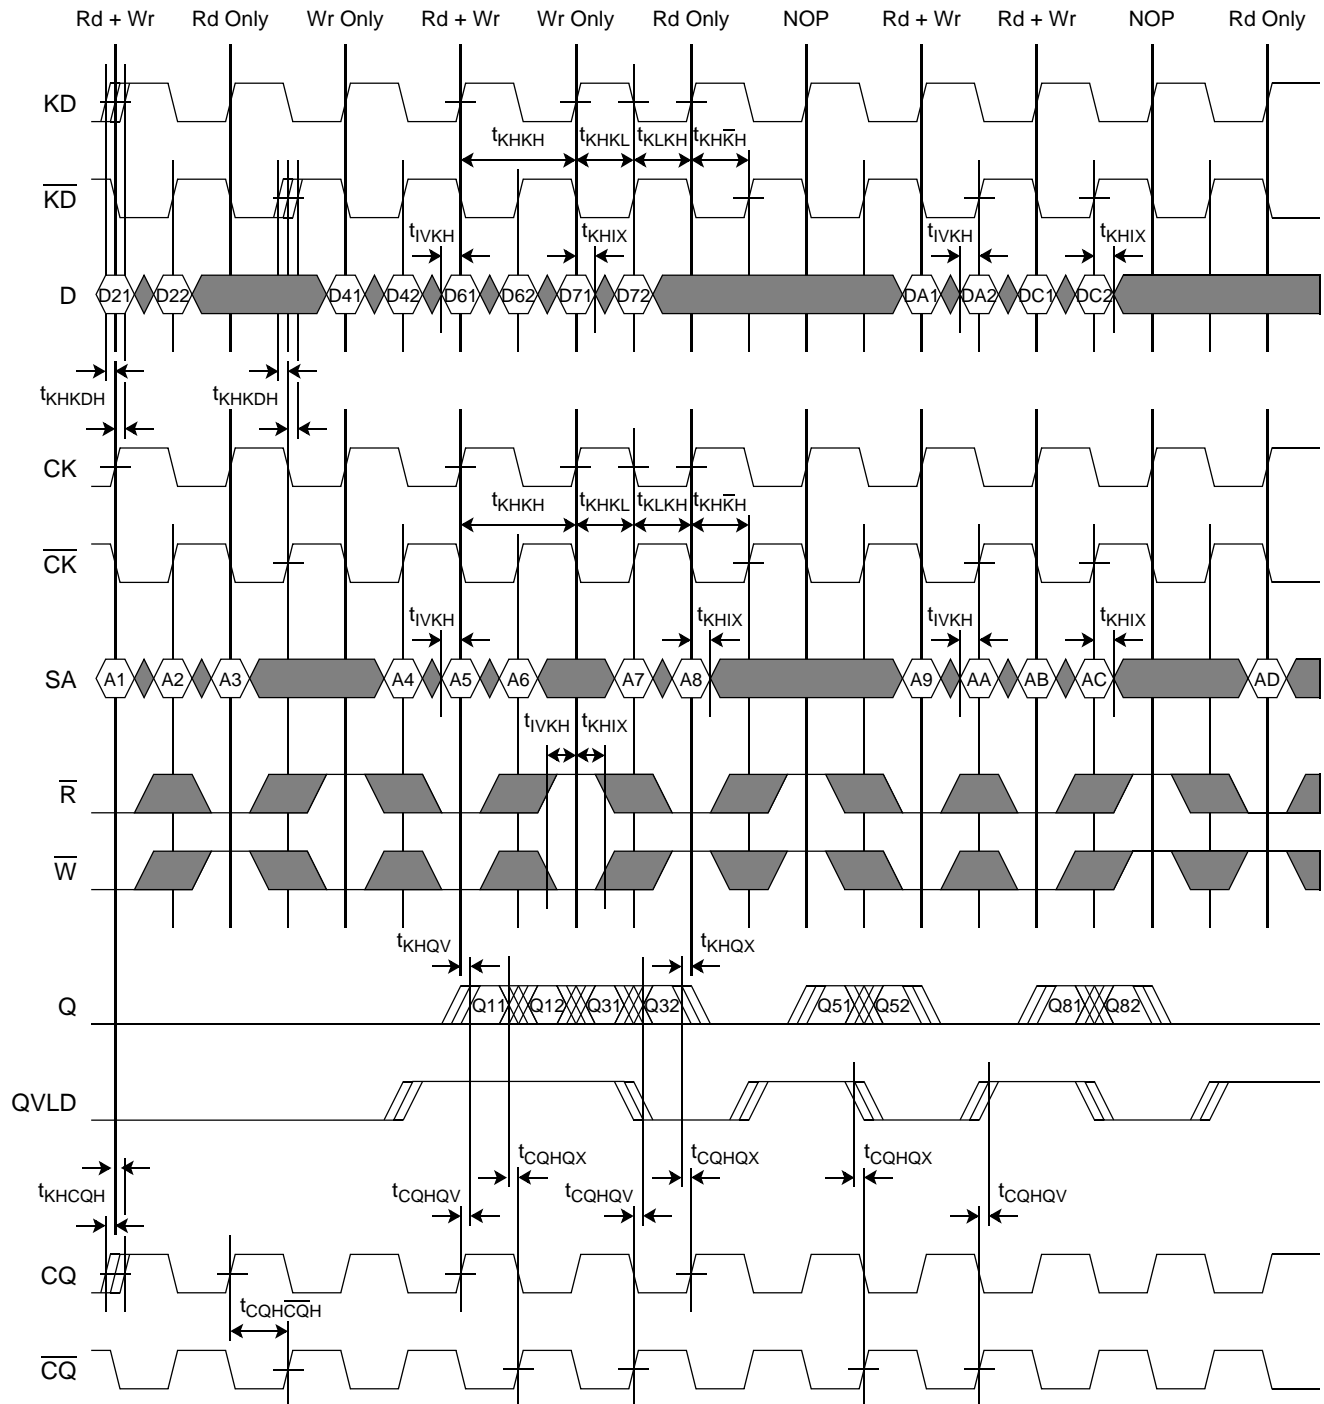 Rd + Wr Rd Only Wr Only Rd + Wr Wr Only Rd Only NOP Rd + Wr Rd + Wr NOP Rd Only
KD
tKHKH tKHKL tKLKH tKHK̅H
K̅D̅
tIVKH tKHIX tIVKH tKHIX
D D21 D22 D41 D42 D61 D62 D71 D72 DA1 DA2 DC1 DC2
tKHKDH tKHKDH
CK
tKHKH tKHKL tKLKH tKHK̅H
C̅K̅
tIVKH tKHIX tIVKH tKHIX
SA A1 A2 A3 A4 A5 A6 A7 A8 A9 AA AB AC AD
tIVKH tKHIX
R̅
W̅
tKHQV tKHQX
Q Q11 Q12 Q31 Q32 Q51 Q52 Q81 Q82
QVLD
tCQHQX tCQHQX tCQHQX
tKHCQH tCQHQV tCQHQV tCQHQV
CQ
tCQHC̅Q̅H
C̅Q̅